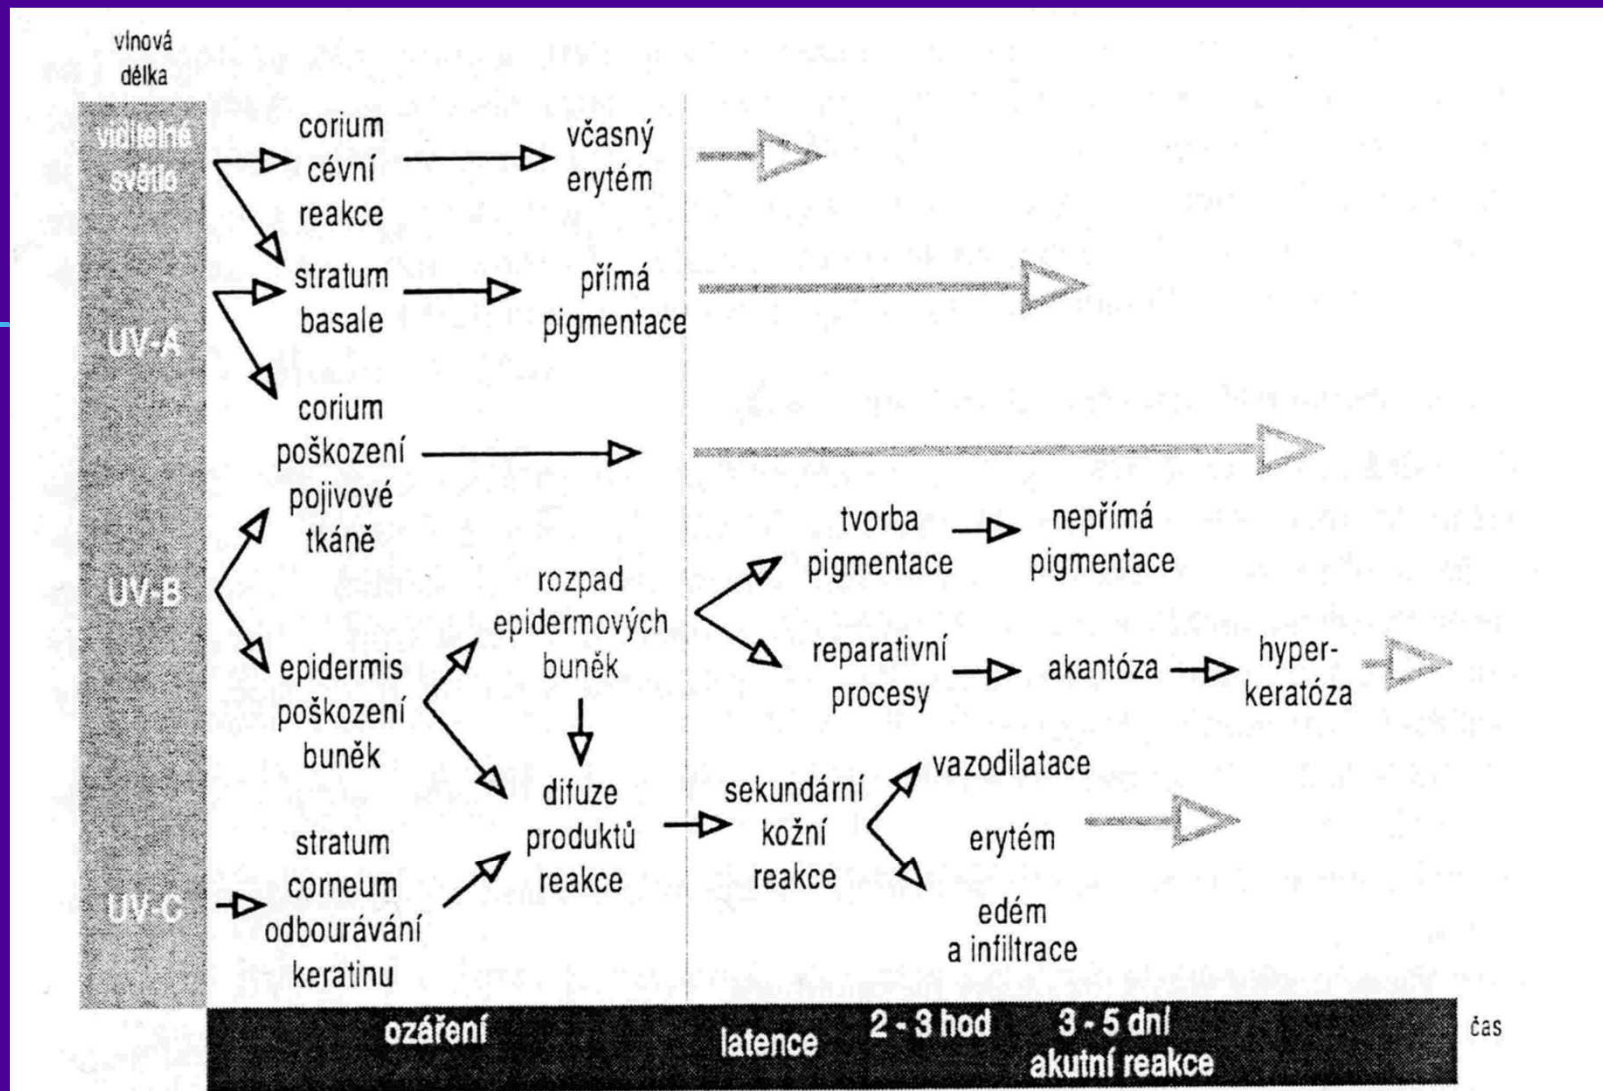 vlnová
délka
viditelné
světlo
UV-A
UV-B
UV-C
corium
cévní
reakce
včasný
erytém
stratum
basale
přímá
pigmentace
corium
poškození
pojivové
tkáně
rozpad
epidermových
buněk
tvorba
pigmentace
nepřímá
pigmentace
epidermis
poškození
buněk
reparativní
procesy
akantóza
hyper-
keratóza
difuze
produktů
reakce
sekundární
kožní
reakce
vazodilatace
erytém
edém
a infiltrace
stratum
corneum
odbourávání
keratinu
ozáření
latence
2 - 3 hod
3 - 5 dní
akutní reakce
čas